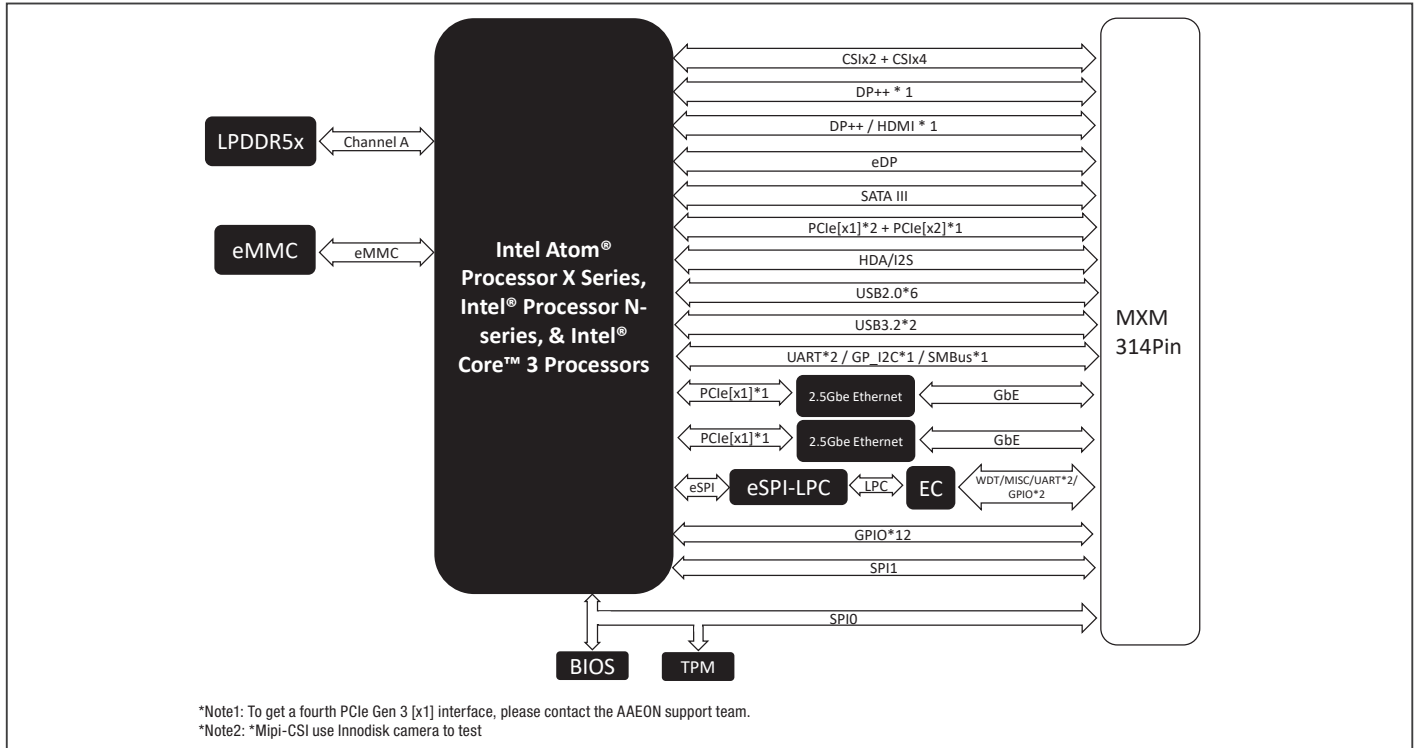 LPDDR5x
Channel A
eMMC
eMMC
Intel Atom®
Processor X Series,
Intel® Processor N-
series, & Intel®
Core™ 3 Processors
CSIx2 + CSIx4
DP++ * 1
DP++ / HDMI * 1
eDP
SATA III
PCIe[x1]*2 + PCIe[x2]*1
HDA/I2S
USB2.0*6
USB3.2*2
UART*2 / GP_I2C*1 / SMBus*1
PCIe[x1]*1
2.5Gbe Ethernet
GbE
PCIe[x1]*1
2.5Gbe Ethernet
GbE
eSPI
eSPI-LPC
LPC
EC
WDT/MISC/UART*2/
GPIO*2
GPIO*12
SPI1
SPI0
MXM
314Pin
BIOS
TPM
*Note1: To get a fourth PCIe Gen 3 [x1] interface, please contact the AAEON support team.
*Note2: *Mipi-CSI use Innodisk camera to test